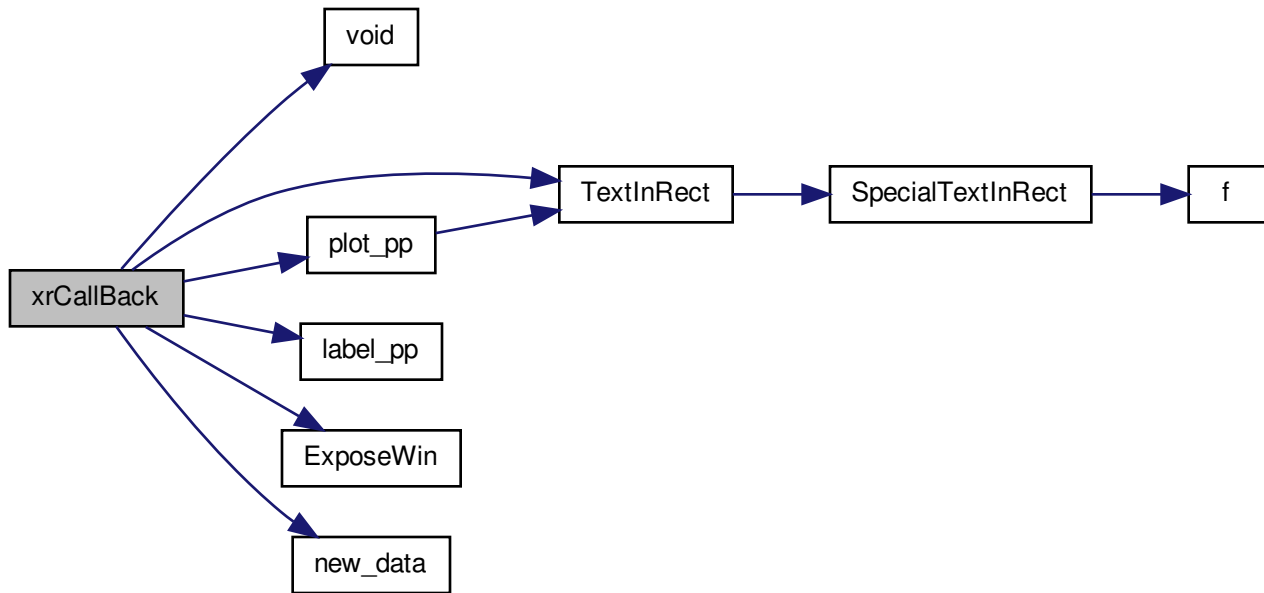 void
TextInRect
SpecialTextInRect
f
plot_pp
xrCallBack
label_pp
ExposeWin
new_data